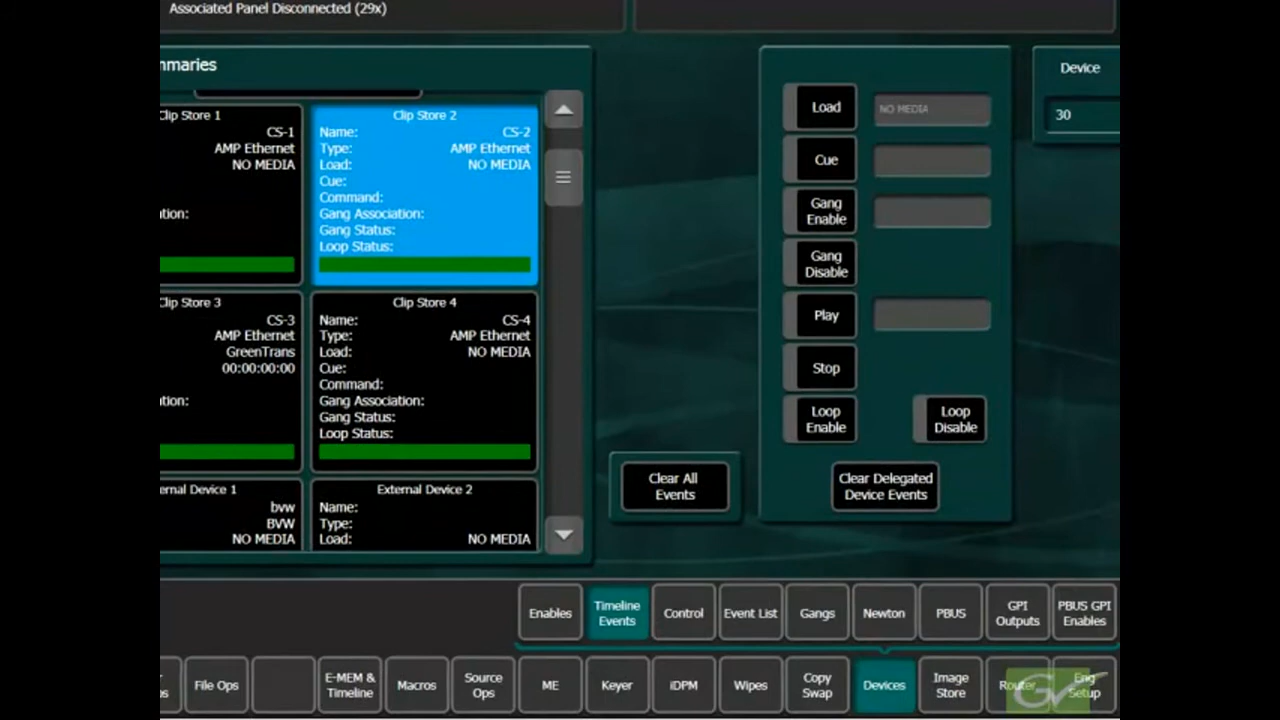 Associated Panel Disconnected (29x)
nmaries
Clip Store 1
CS-1
AMP Ethernet
NO MEDIA
tion:
Clip Store 2
Name: CS-2
Type: AMP Ethernet
Load: NO MEDIA
Cue:
Command:
Gang Association:
Gang Status:
Loop Status:
Clip Store 3
CS-3
AMP Ethernet
GreenTrans
00:00:00:00
tion:
Clip Store 4
Name: CS-4
Type: AMP Ethernet
Load: NO MEDIA
Cue:
Command:
Gang Association:
Gang Status:
Loop Status:
ernal Device 1
bvw
BVW
NO MEDIA
External Device 2
Name:
Type:
Load: NO MEDIA
Clear All
Events
Load
NO MEDIA
Cue
Gang
Enable
Gang
Disable
Play
Stop
Loop
Enable
Loop
Disable
Clear Delegated
Device Events
Device
30
Enables
Timeline
Events
Control
Event List
Gangs
Newton
PBUS
GPI
Outputs
PBUS GPI
Enables
File Ops
E-MEM &
Timeline
Macros
Source
Ops
ME
Keyer
iDPM
Wipes
Copy
Swap
Devices
Image
Store
Router
Eng
Setup
GV